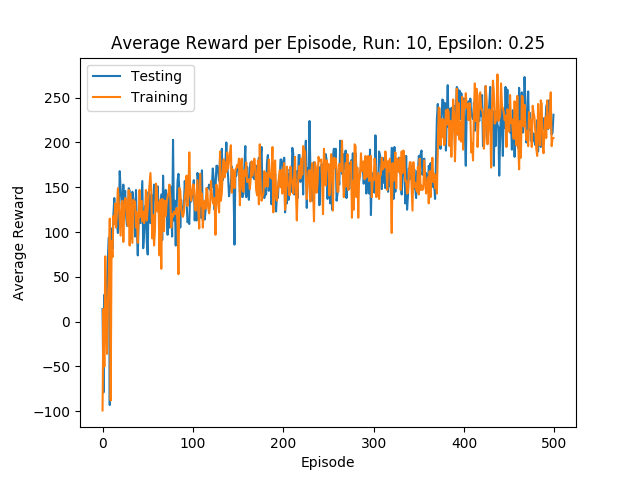 Average Reward per Episode, Run: 10, Epsilon: 0.25
Testing
Training
250
200
150
100
50
0
−50
−100
Average Reward
0 100 200 300 400 500
Episode